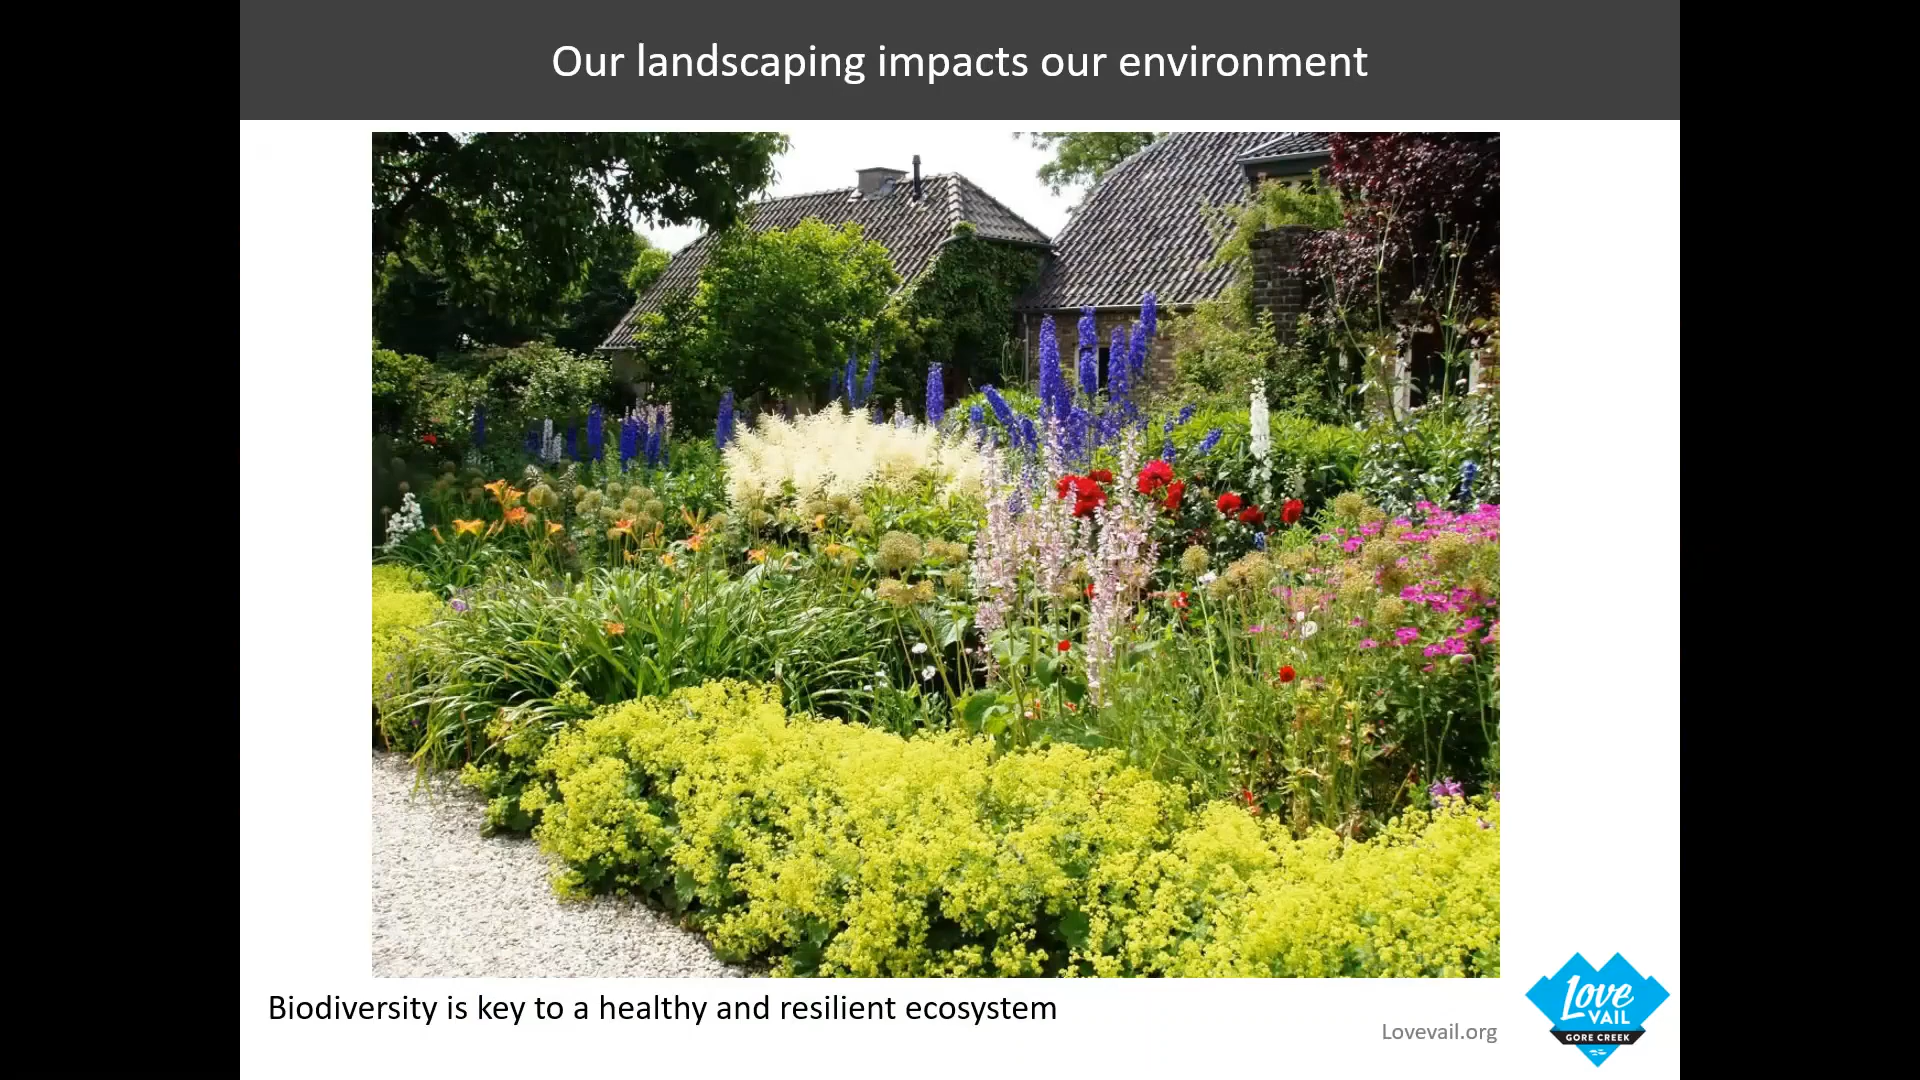 Our landscaping impacts our environment
Biodiversity is key to a healthy and resilient ecosystem
Lovevail.org
Love
VAIL
GORE CREEK